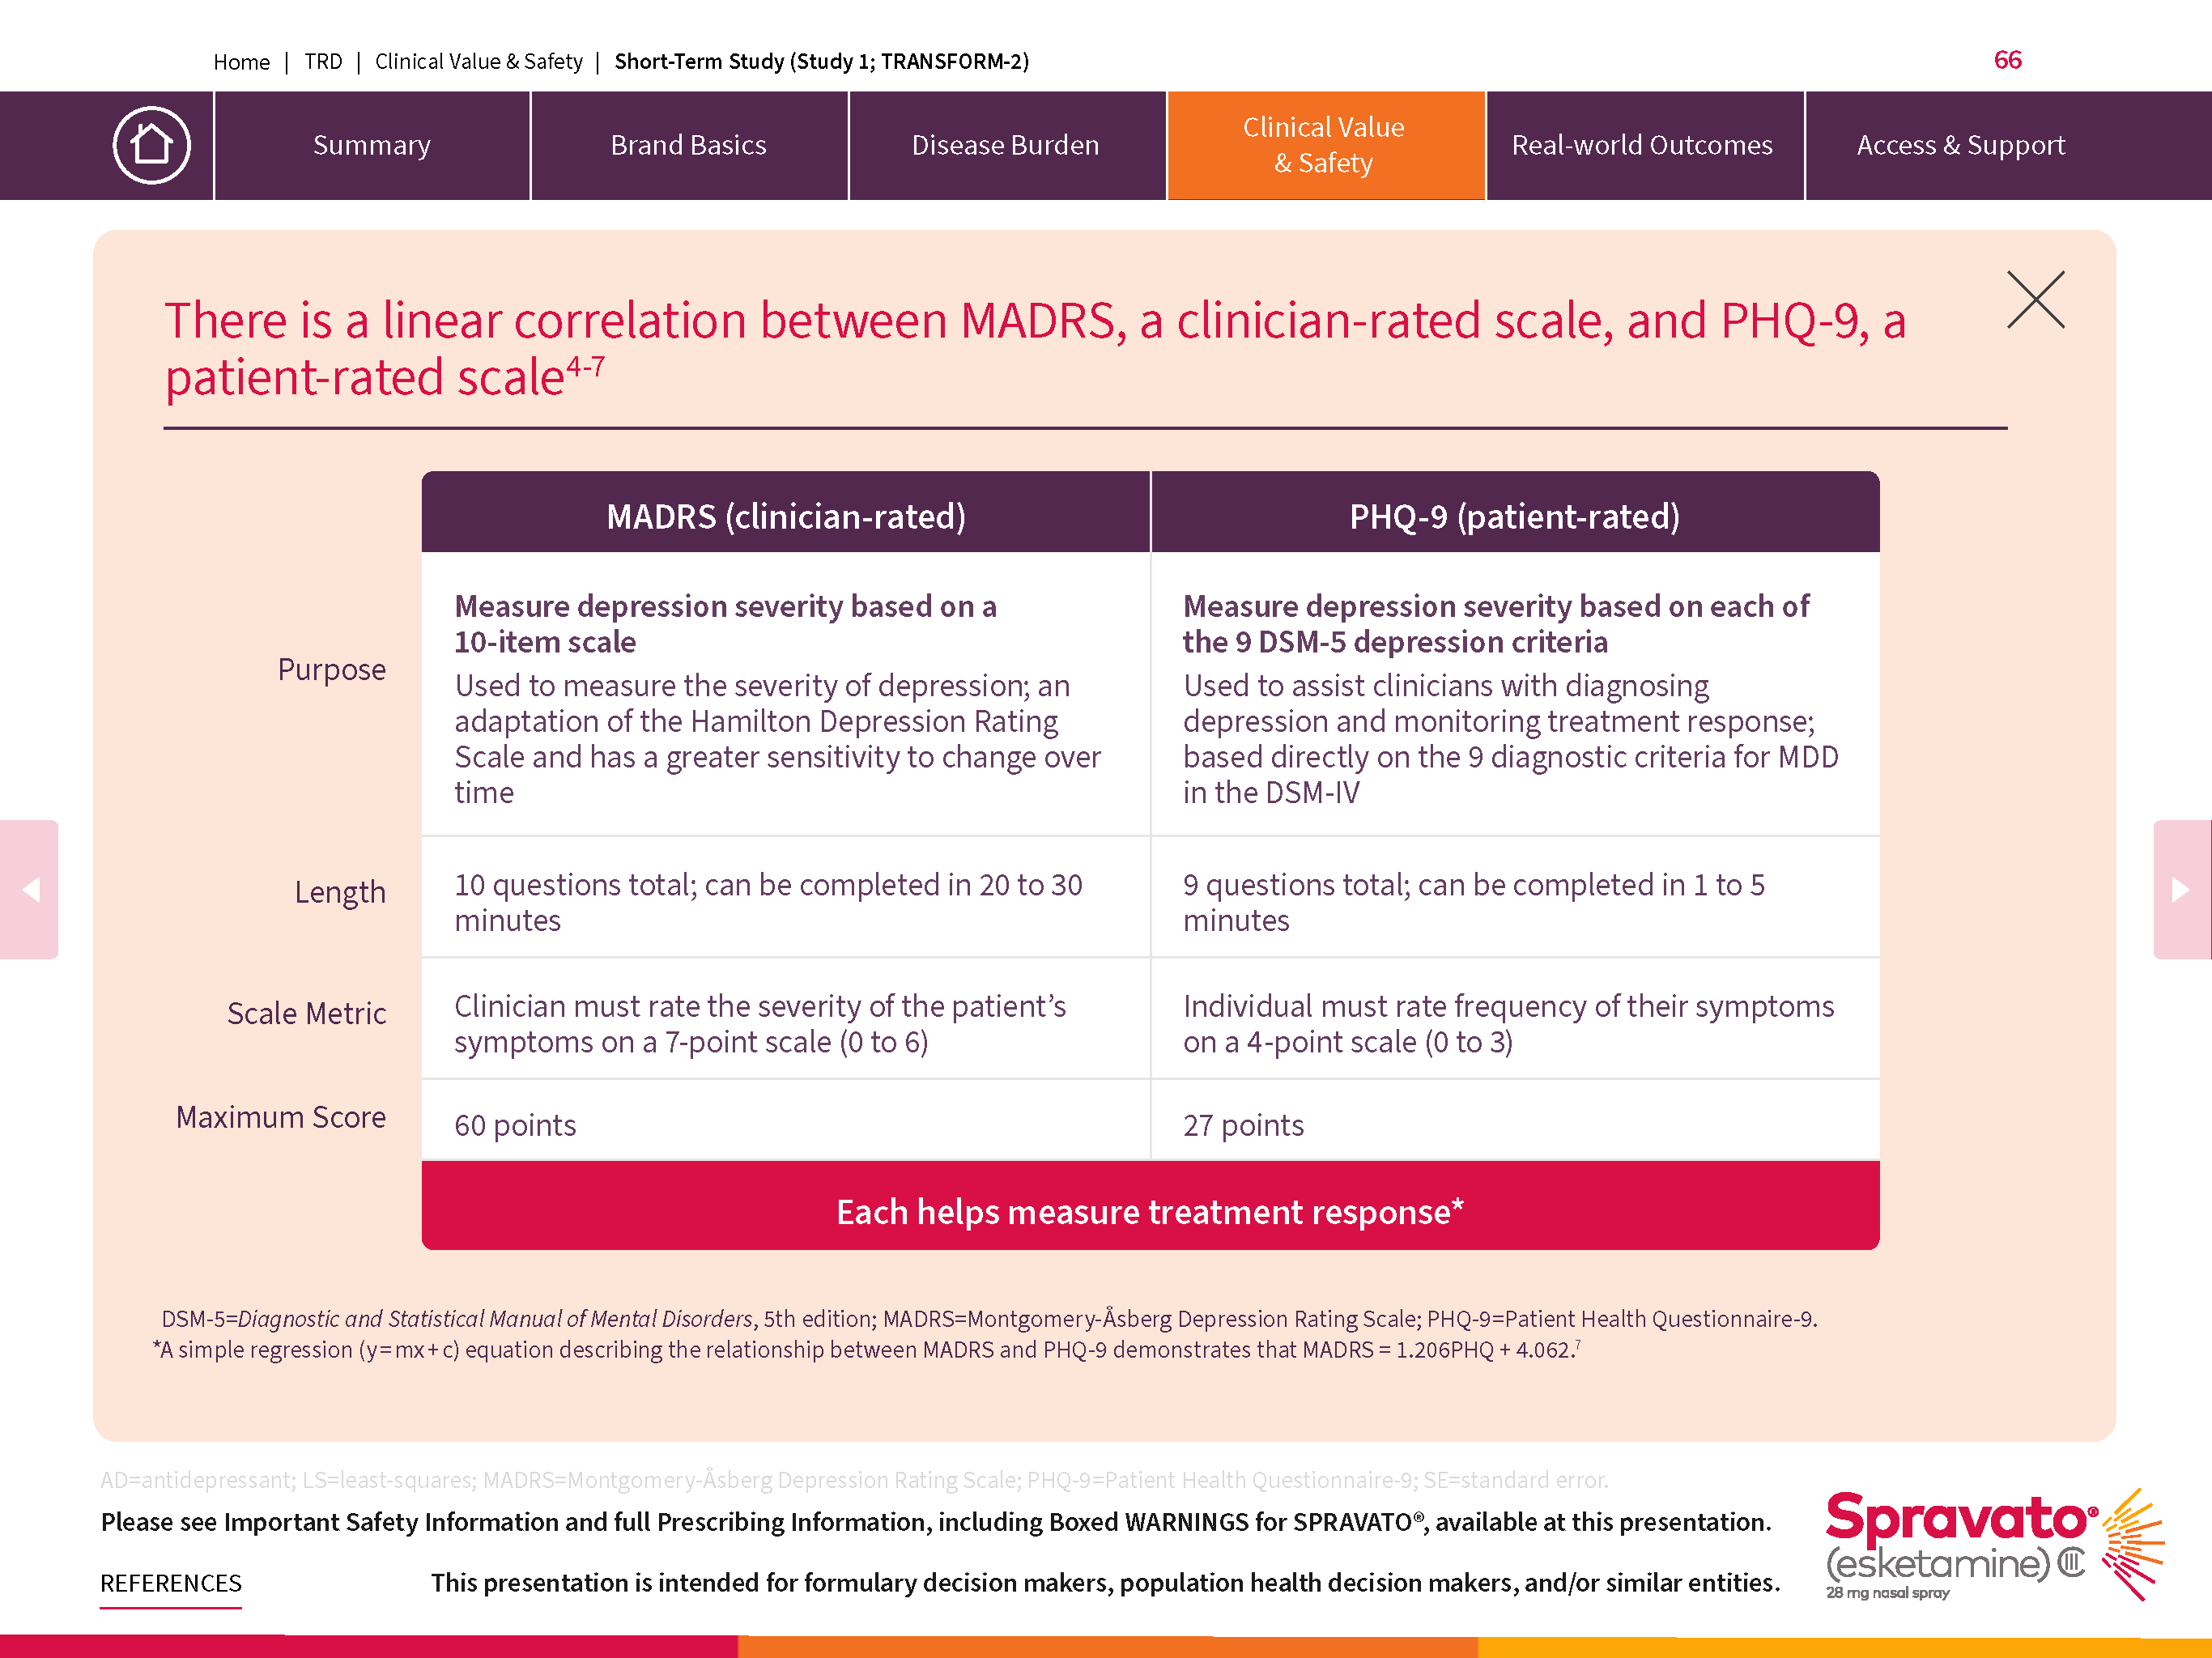 Home | TRD | Clinical Value & Safety | Short-Term Study (Study 1; TRANSFORM-2)
66
Summary
Brand Basics
Disease Burden
Clinical Value
& Safety
Real-world Outcomes
Access & Support
There is a linear correlation between MADRS, a clinician-rated scale, and PHQ-9, a
patient-rated scale4-7
MADRS (clinician-rated)
PHQ-9 (patient-rated)
Purpose
Measure depression severity based on a
10-item scale
Used to measure the severity of depression; an
adaptation of the Hamilton Depression Rating
Scale and has a greater sensitivity to change over
time
Measure depression severity based on each of
the 9 DSM-5 depression criteria
Used to assist clinicians with diagnosing
depression and monitoring treatment response;
based directly on the 9 diagnostic criteria for MDD
in the DSM-IV
Length
10 questions total; can be completed in 20 to 30
minutes
9 questions total; can be completed in 1 to 5
minutes
Scale Metric
Clinician must rate the severity of the patient’s
symptoms on a 7-point scale (0 to 6)
Individual must rate frequency of their symptoms
on a 4-point scale (0 to 3)
Maximum Score
60 points
27 points
Each helps measure treatment response*
DSM-5=Diagnostic and Statistical Manual of Mental Disorders, 5th edition; MADRS=Montgomery-Åsberg Depression Rating Scale; PHQ-9=Patient Health Questionnaire-9.
*A simple regression (y=mx+c) equation describing the relationship between MADRS and PHQ-9 demonstrates that MADRS = 1.206PHQ + 4.062.7
AD=antidepressant; LS=least-squares; MADRS=Montgomery-Åsberg Depression Rating Scale; PHQ-9=Patient Health Questionnaire-9; SE=standard error.
Please see Important Safety Information and full Prescribing Information, including Boxed WARNINGS for SPRAVATO®, available at this presentation.
REFERENCES
This presentation is intended for formulary decision makers, population health decision makers, and/or similar entities.
Spravato®
(esketamine) CIII
28 mg nasal spray